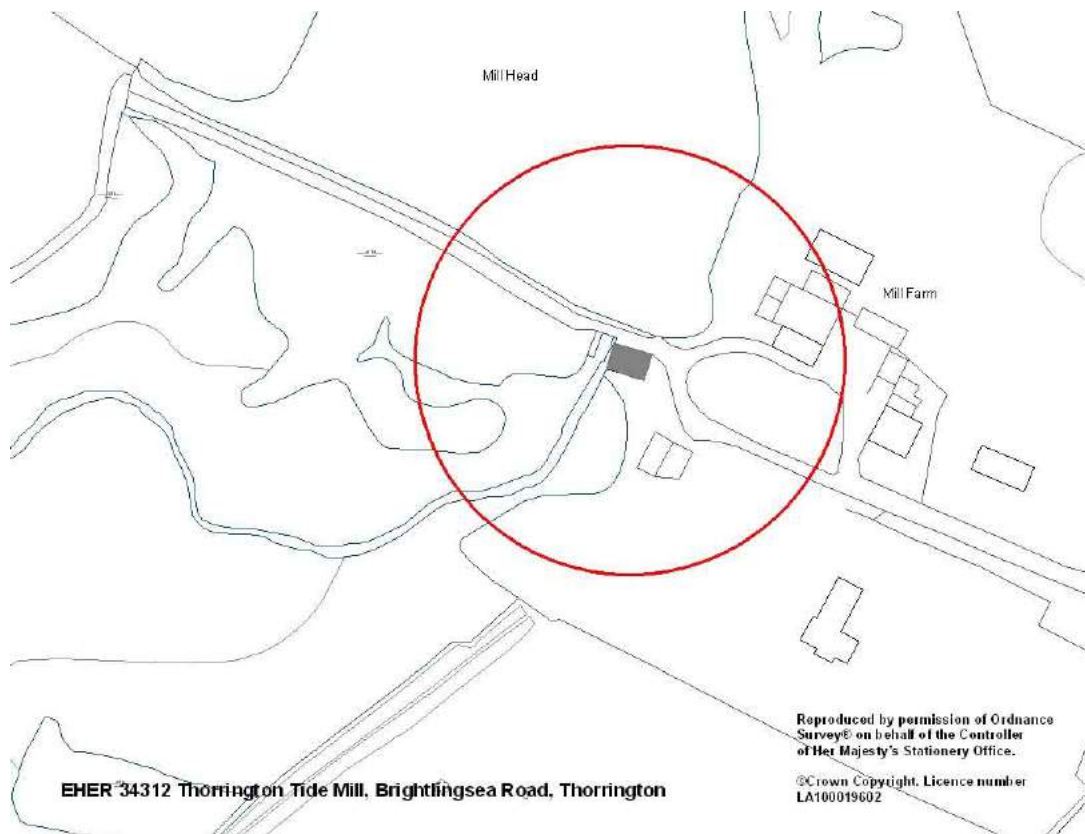 Mill Head
Mill Farm
Reproduced by permission of Ordnance
Survey® on behalf of the Controller
of Her Majesty's Stationery Office.
©Crown Copyright. Licence number
LA100019602
EHER 34312 Thorrington Tide Mill, Brightlingsea Road, Thorrington